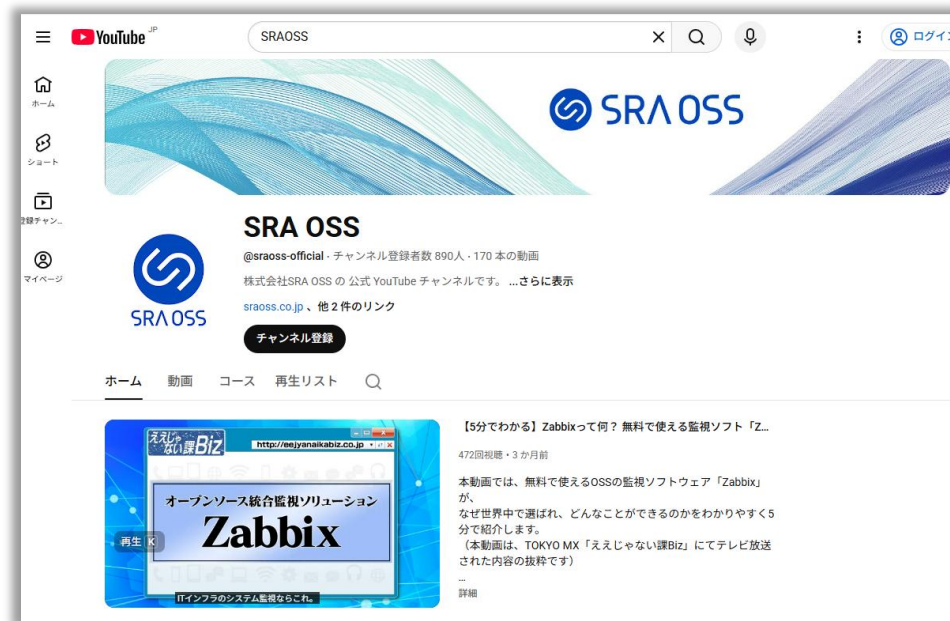 YouTube JP
SRAOSS
ログイン
ホーム
ショート
登録チャン...
マイページ
SRA OSS
SRA OSS
@sraoss-official · チャンネル登録者数 890人 · 170 本の動画
株式会社SRA OSS の 公式 YouTube チャンネルです。 ...さらに表示
sraoss.co.jp 、他 2 件のリンク
チャンネル登録
SRA OSS
ホーム 動画 コース 再生リスト
ええじゃない課Biz
http://eejyanaikabiz.co.jp
オープンソース統合監視ソリューション
Zabbix
再生 K
ITインフラのシステム監視ならこれ。
【5分でわかる】Zabbixって何？ 無料で使える監視ソフト「Z...
472回視聴・3 か月前
本動画では、無料で使えるOSSの監視ソフトウェア「Zabbix」
が、
なぜ世界中で選ばれ、どんなことができるのかをわかりやすく5
分で紹介します。
（本動画は、TOKYO MX「ええじゃない課Biz」にてテレビ放送
された内容の抜粋です）
...
詳細